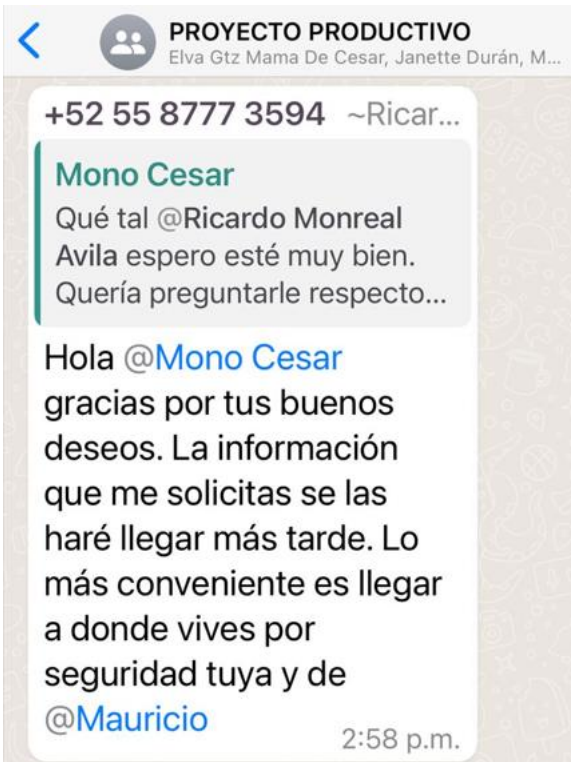 PROYECTO PRODUCTIVO
Elva Gtz Mama De Cesar, Janette Durán, M...
+52 55 8777 3594 ~Ricar...
Mono Cesar
Qué tal @Ricardo Monreal
Avila espero esté muy bien.
Quería preguntarle respecto...
Hola @Mono Cesar
gracias por tus buenos
deseos. La información
que me solicitas se las
haré llegar más tarde. Lo
más conveniente es llegar
a donde vives por
seguridad tuya y de
@Mauricio
2:58 p.m.